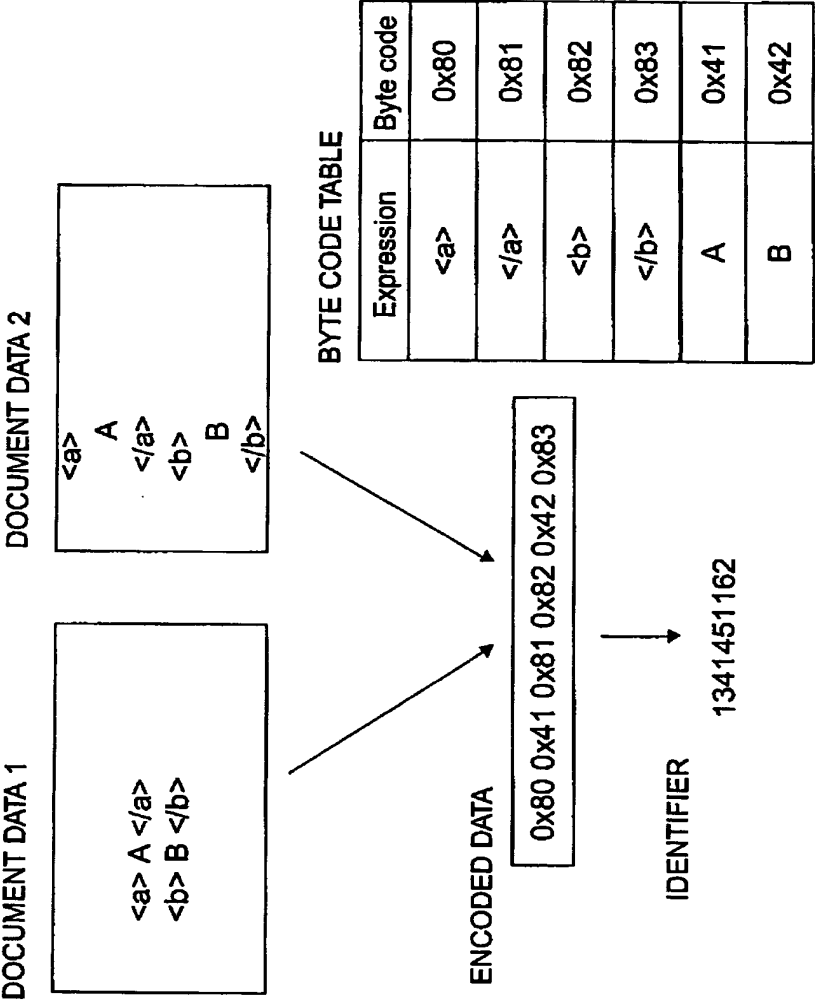 DOCUMENT DATA 1
<a> A </a>
<b> B </b>
DOCUMENT DATA 2
<a>
A
</a>
<b>
B
</b>
ENCODED DATA
0x80 0x41 0x81 0x82 0x42 0x83
IDENTIFIER
1341451162
BYTE CODE TABLE
Expression Byte code
<a> 0x80
</a> 0x81
<b> 0x82
</b> 0x83
A 0x41
B 0x42